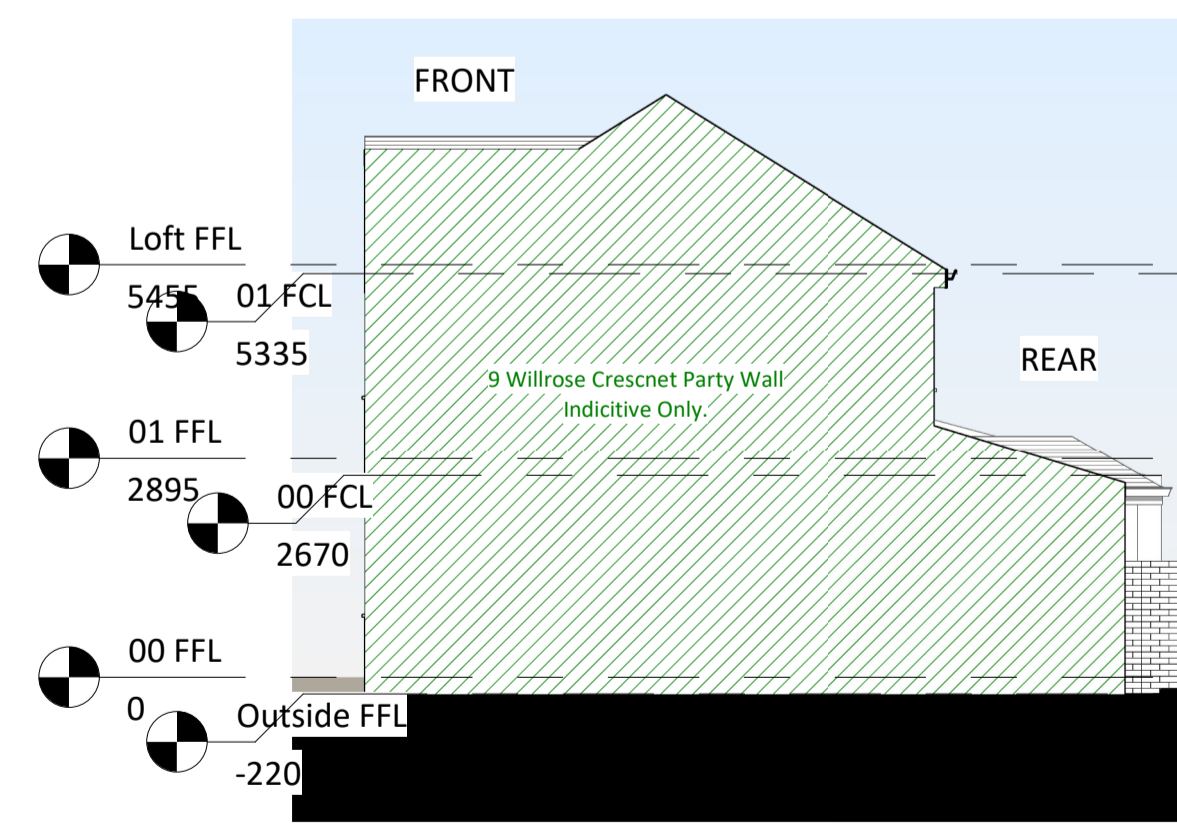 FRONT
Loft FFL
5455
01 FCL
5335
REAR
9 Willrose Crescnet Party Wall
Indicitive Only.
01 FFL
2895
00 FCL
2670
00 FFL
0
Outside FFL
-220